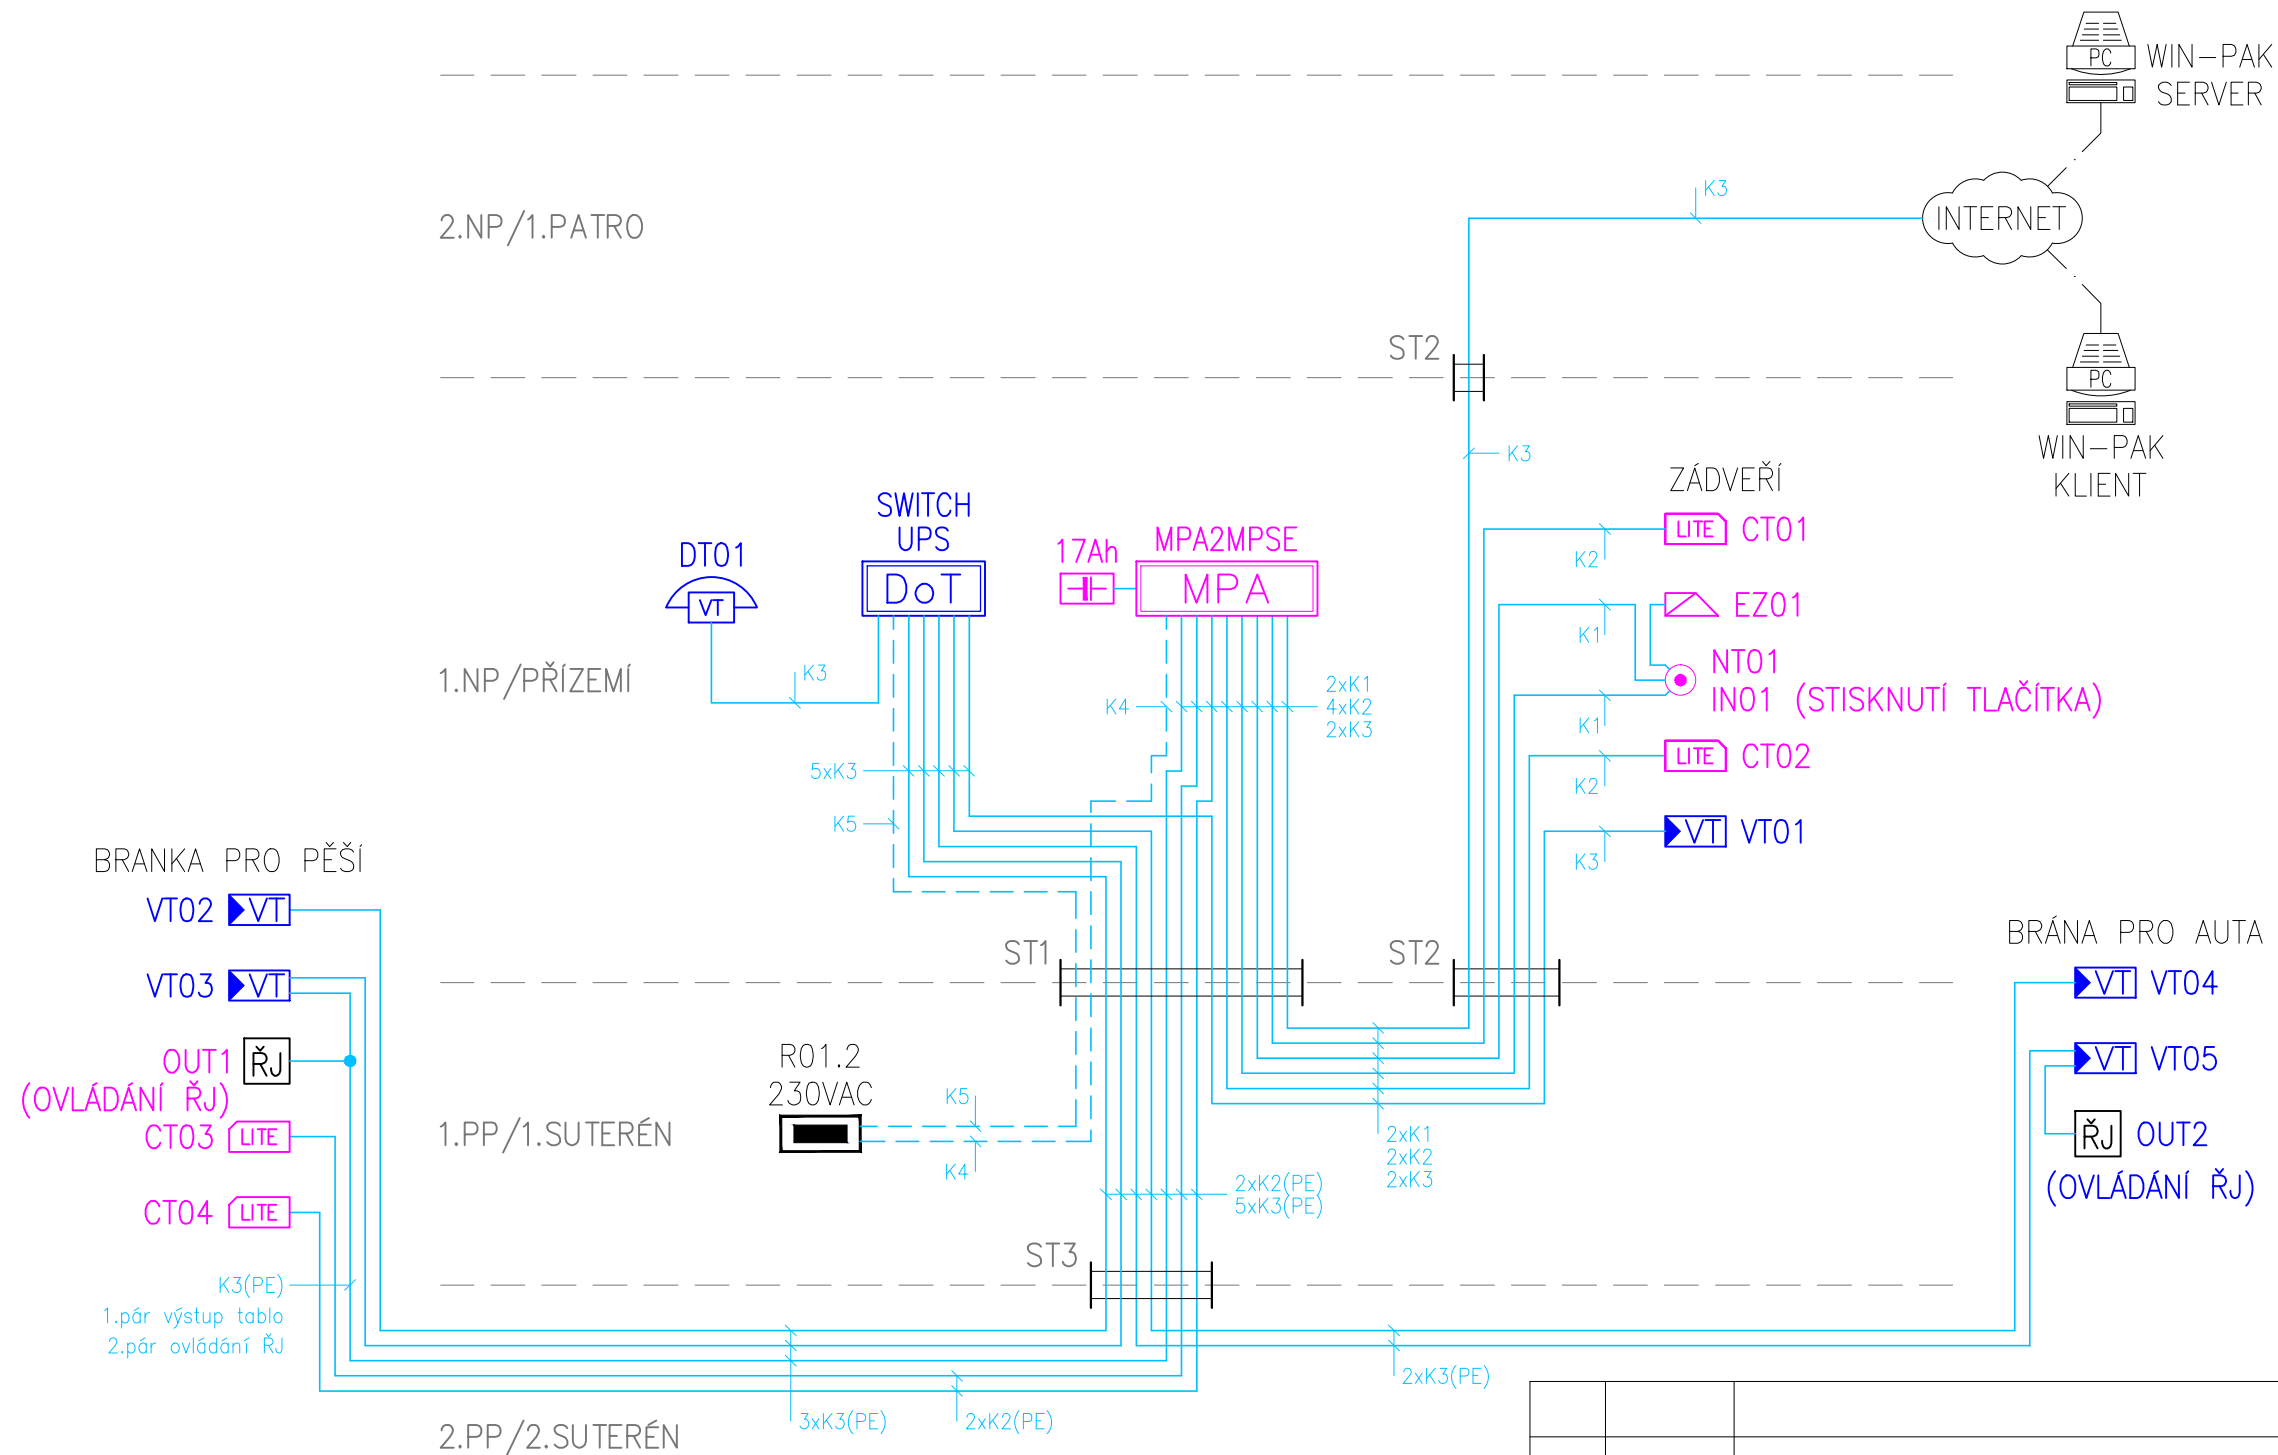 PC
WIN-PAK
SERVER
K3
2.NP/1.PATRO
INTERNET
ST2
PC
WIN-PAK
KLIENT
K3
ZÁDVEŘÍ
SWITCH
UPS
DT01
17Ah
MPA2MPSE
LITE CT01
VT
DoT
MPA
K2
EZ01
K1
NT01
IN01 (STISKNUTÍ TLAČÍTKA)
1.NP/PŘÍZEMÍ
K3
K4
2xK1
4xK2
2xK3
K1
LITE CT02
5xK3
K2
K5
VT VT01
K3
BRANKA PRO PĚŠÍ
VT02 VT
VT03 VT
OUT1 ŘJ
(OVLÁDÁNÍ ŘJ)
CT03 LITE
CT04 LITE
K3(PE)
1.pár výstup tablo
2.pár ovládání ŘJ
ST1
ST2
BRÁNA PRO AUTA
VT VT04
VT VT05
ŘJ OUT2
(OVLÁDÁNÍ ŘJ)
R01.2
230VAC
K5
K4
1.PP/1.SUTERÉN
2xK1
2xK2
2xK3
2xK2(PE)
5xK3(PE)
ST3
2xK3(PE)
3xK3(PE)
2xK2(PE)
2.PP/2.SUTERÉN